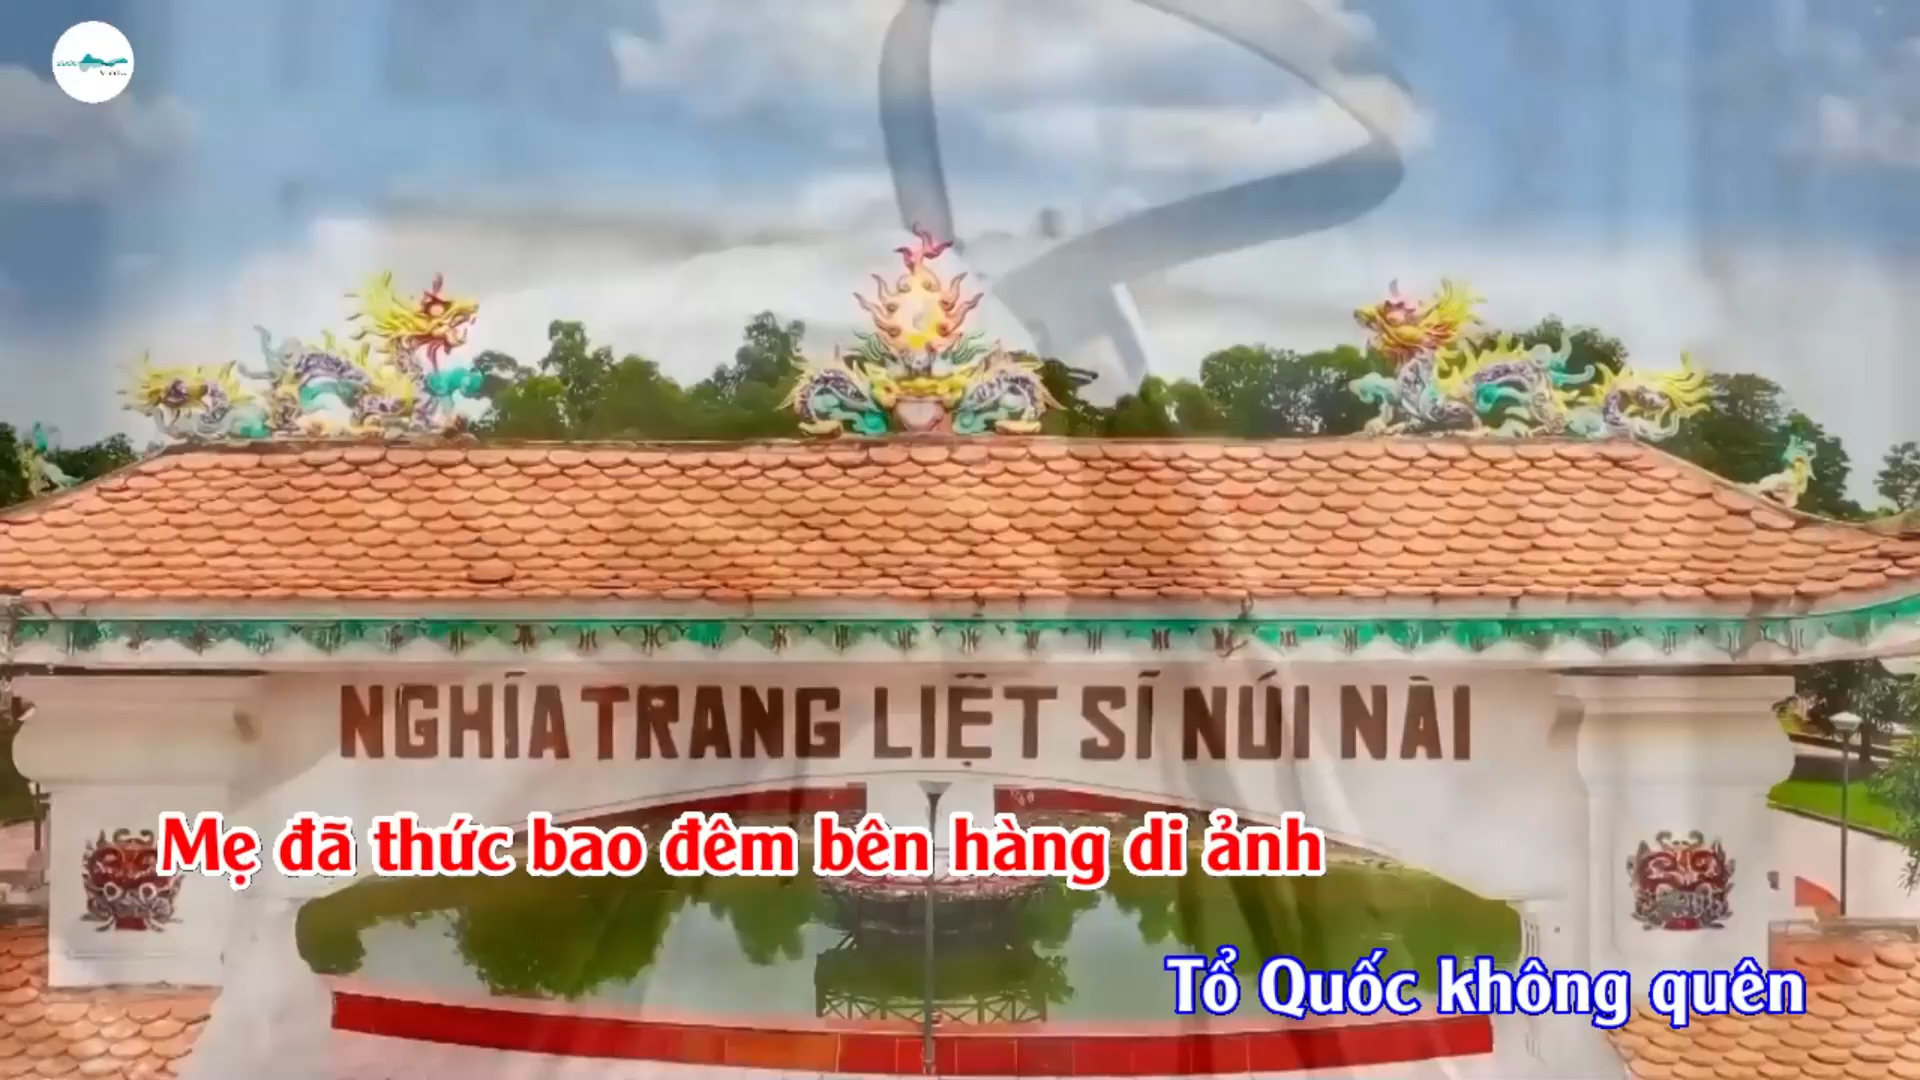 NGHĨA TRANG LIỆT SĨ NÚI NÀI
Mẹ đã thức bao đêm bên hàng di ảnh
Tổ Quốc không quên